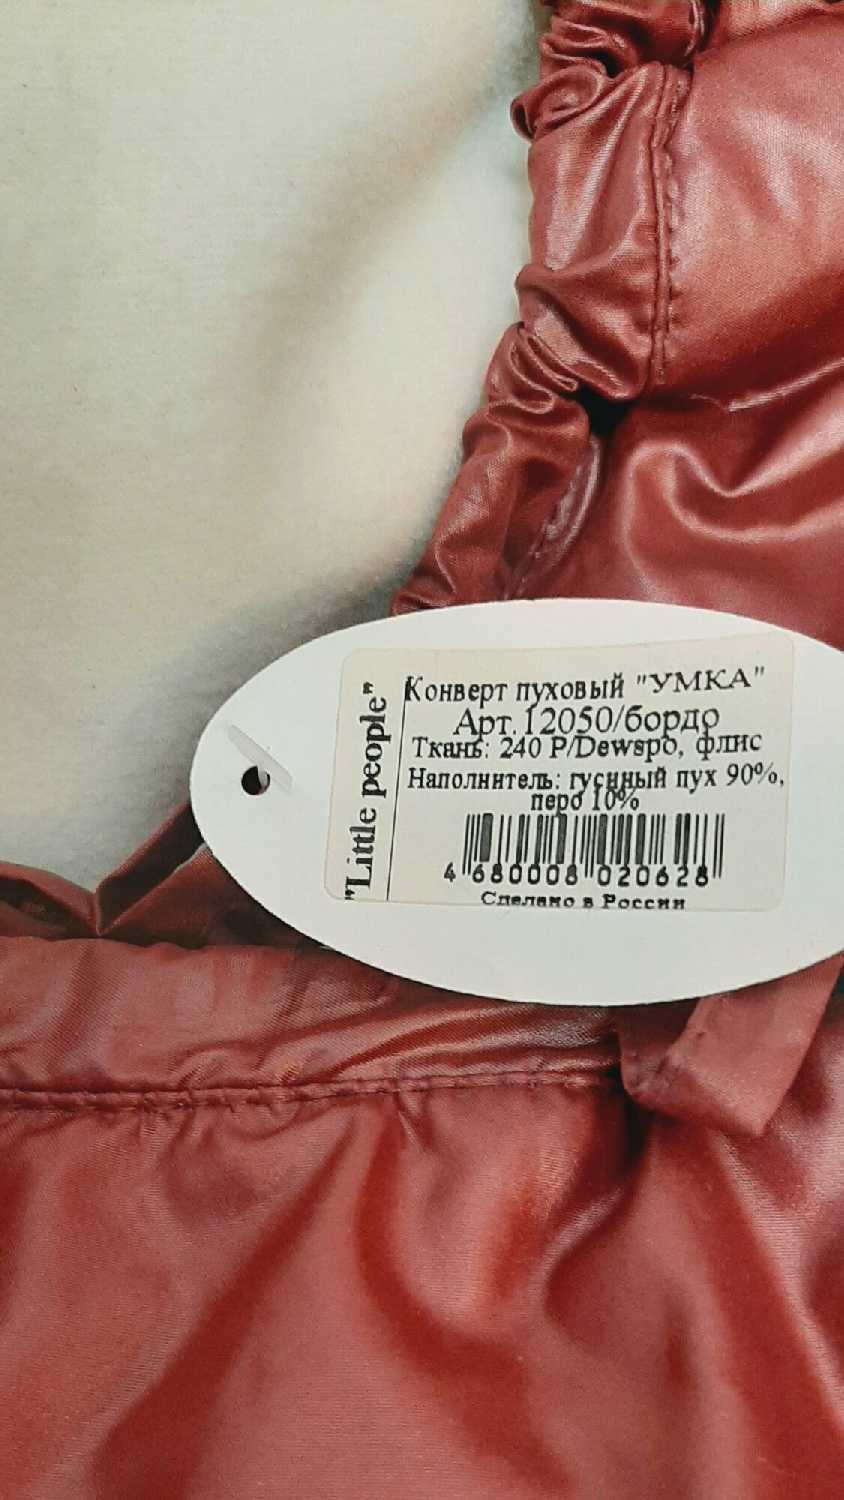 "Little people"
Конверт пуховый "УМКА"
Арт.12050/бордо
Ткань: 240 Р/Dewspo, флис
Наполнитель: гусиный пух 90%,
перо 10%
4 680008 020628
Сделано в России